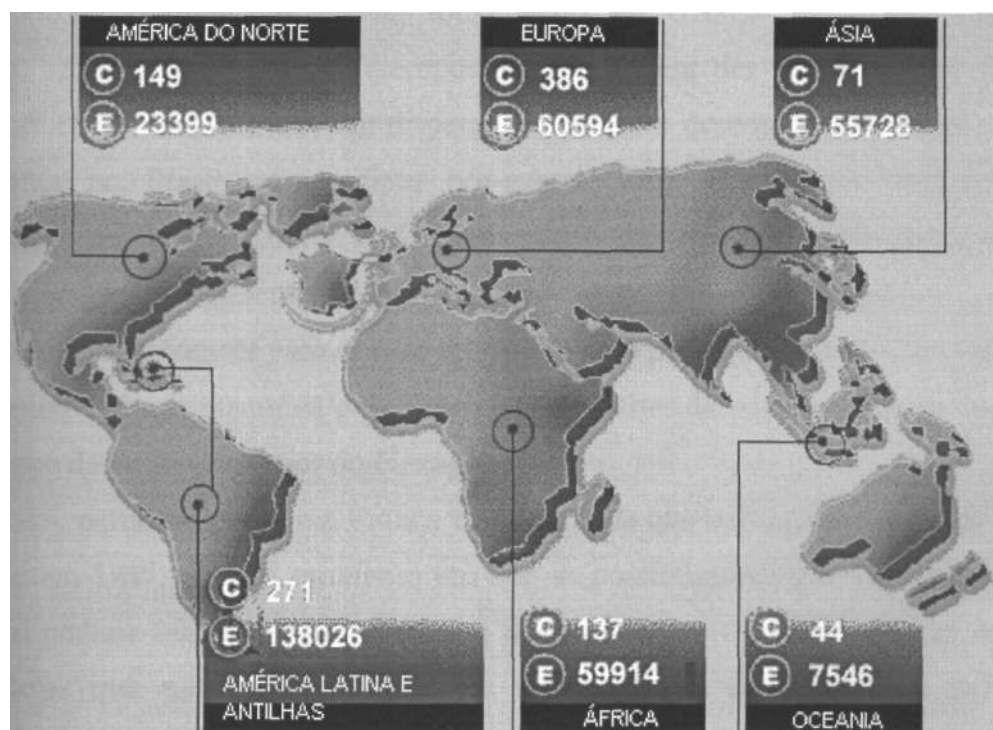 AMÉRICA DO NORTE
C 149
E 23399
EUROPA
C 386
E 60594
ÁSIA
C 71
E 55728
C 271
E 138026
AMÉRICA LATINA E
ANTILHAS
C 137
E 59914
ÁFRICA
C 44
E 7546
OCEANIA